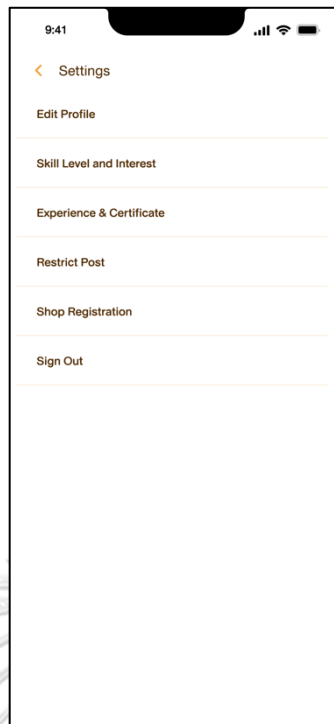 9:41
Settings
Edit Profile
Skill Level and Interest
Experience & Certificate
Restrict Post
Shop Registration
Sign Out